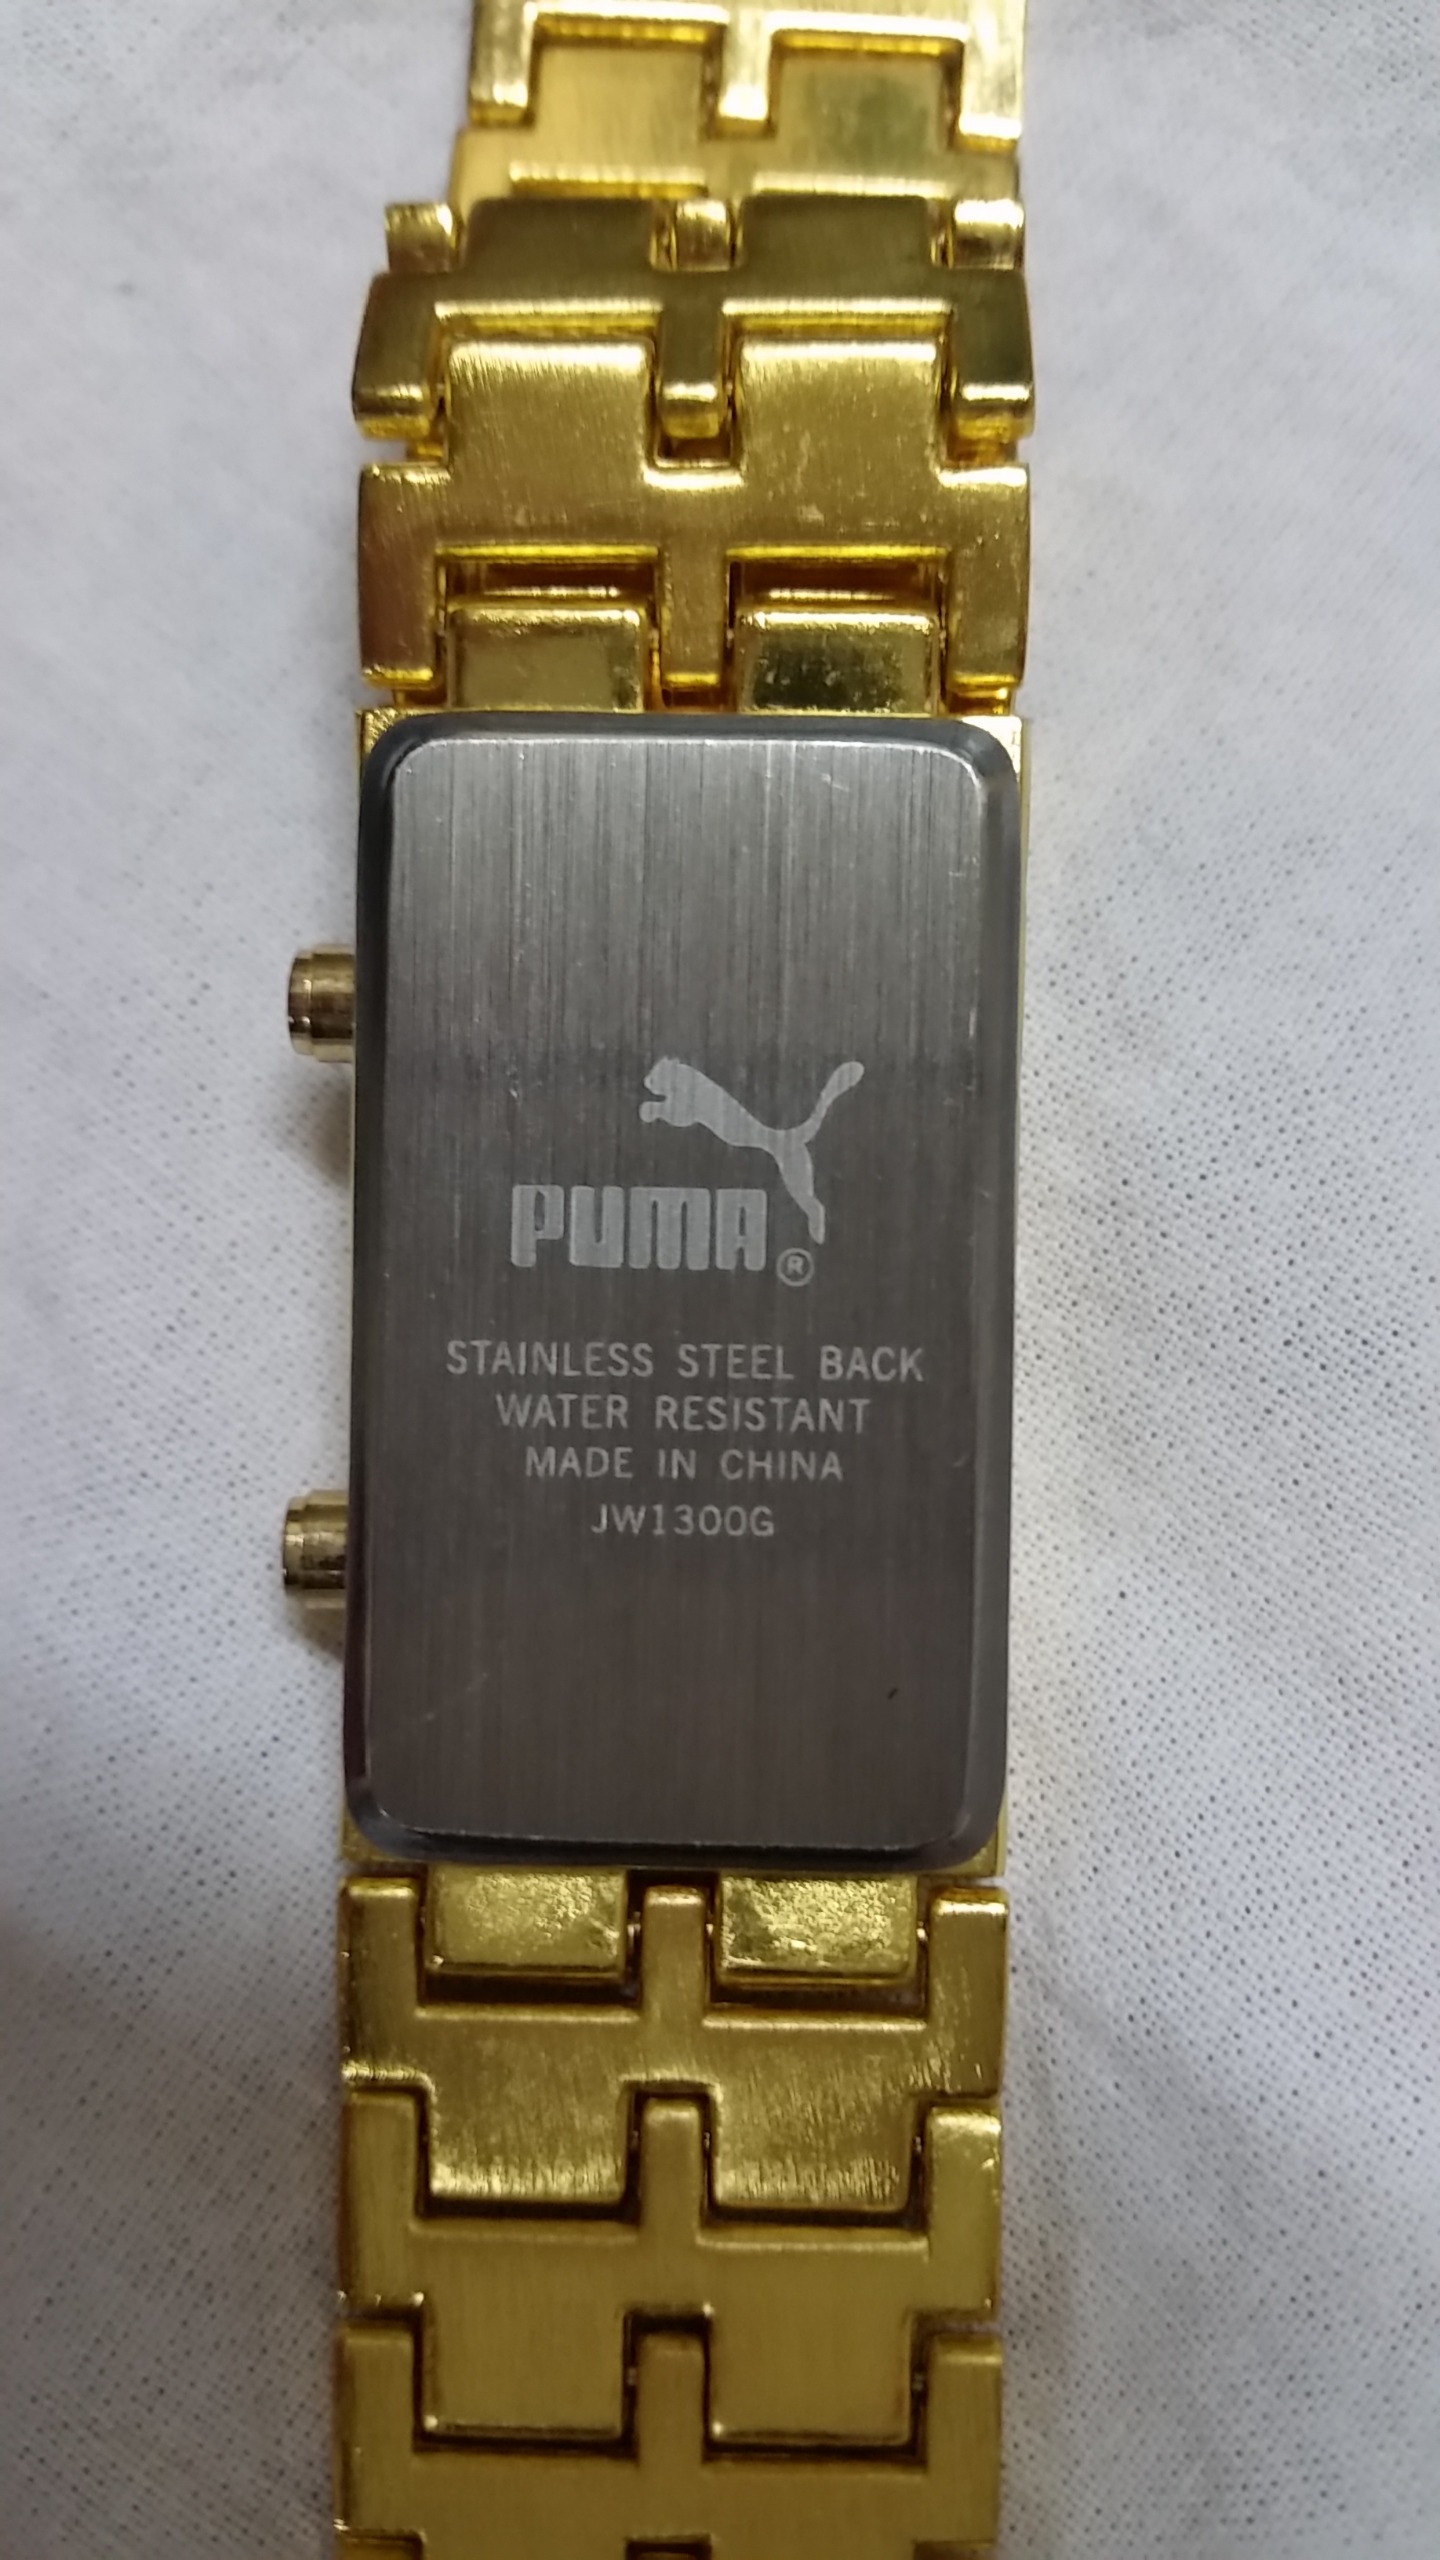 PUMA®
STAINLESS STEEL BACK
WATER RESISTANT
MADE IN CHINA
JW1300G